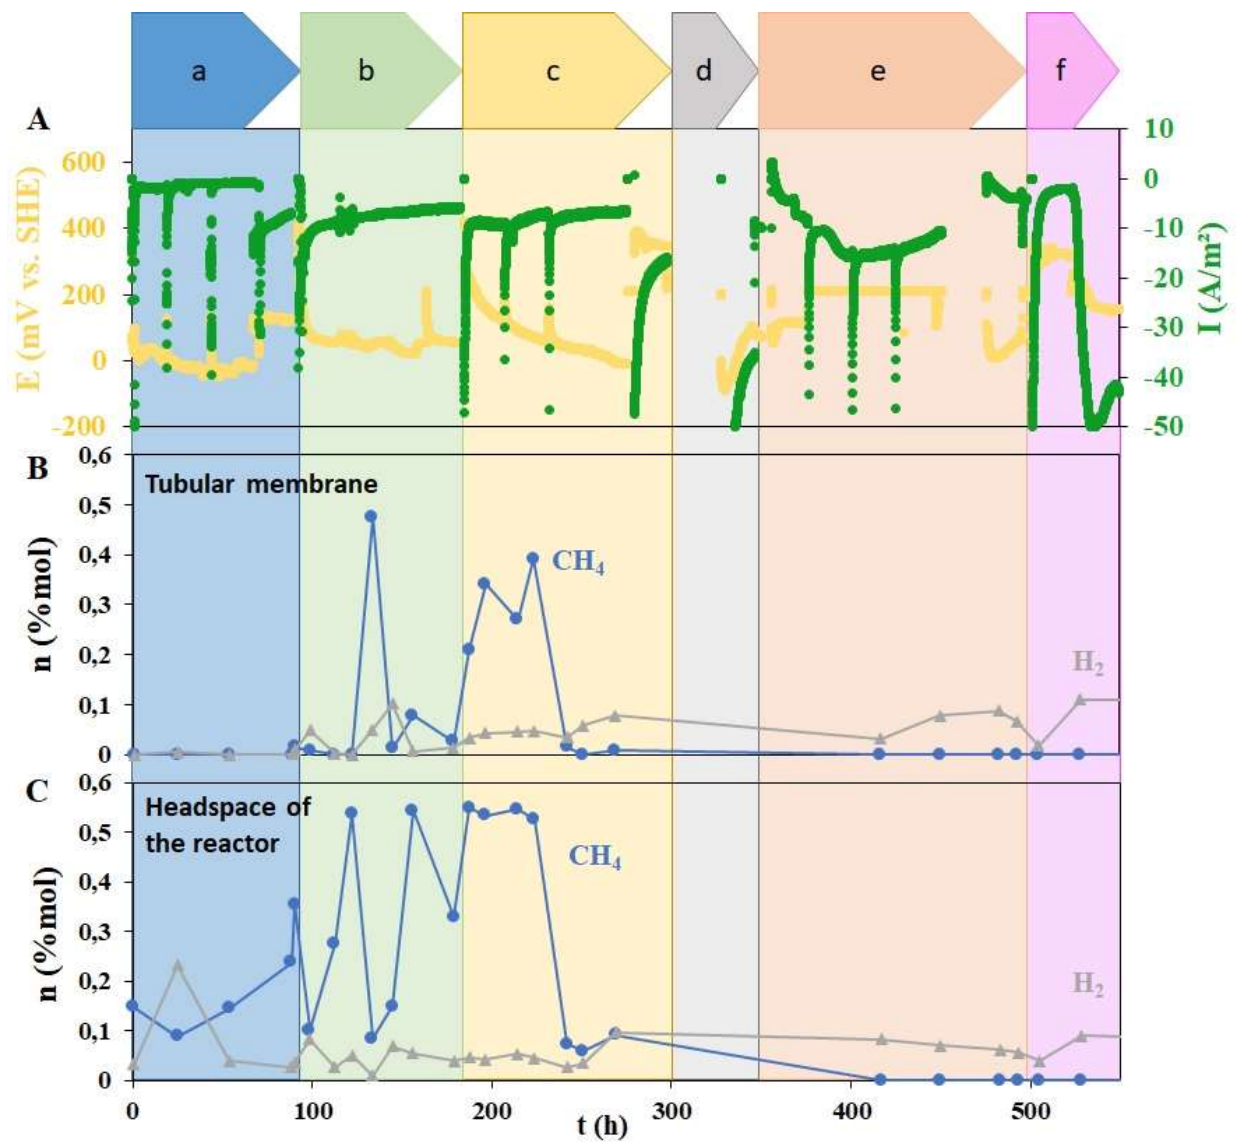 a b c d e f
A
E (mV vs. SHE)
600
400
200
0
-200
10
0
-10
-20
-30
-40
-50
I (A/m²)
B
Tubular membrane
n (%mol)
0,6
0,5
0,4
0,3
0,2
0,1
0
CH₄
H₂
C
Headspace of
the reactor
n (%mol)
0,6
0,5
0,4
0,3
0,2
0,1
0
CH₄
H₂
0 100 200 300 400 500
t (h)